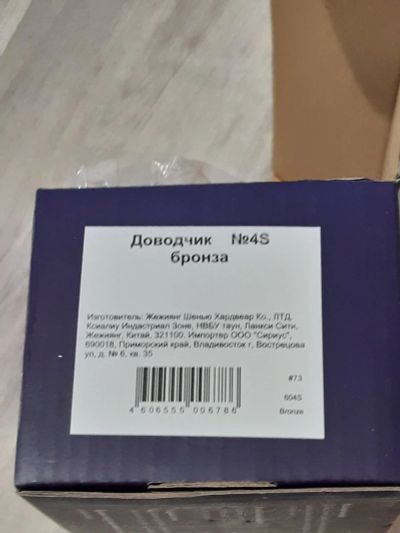 Доводчик №4S
бронза
Изготовитель: Жежиянг Шенью Хардвеар Ко., ЛТД.
Ксиалиу Индастриал Зоне, НВБУ таун, Ланкси Сити,
Жежиянг, Китай, 321100. Импортер ООО "Сириус",
690018, Приморский край, Владивосток г, Вострецова
ул, д. № 6, кв. 35
#73
604S
4 606555 006786
Bronze